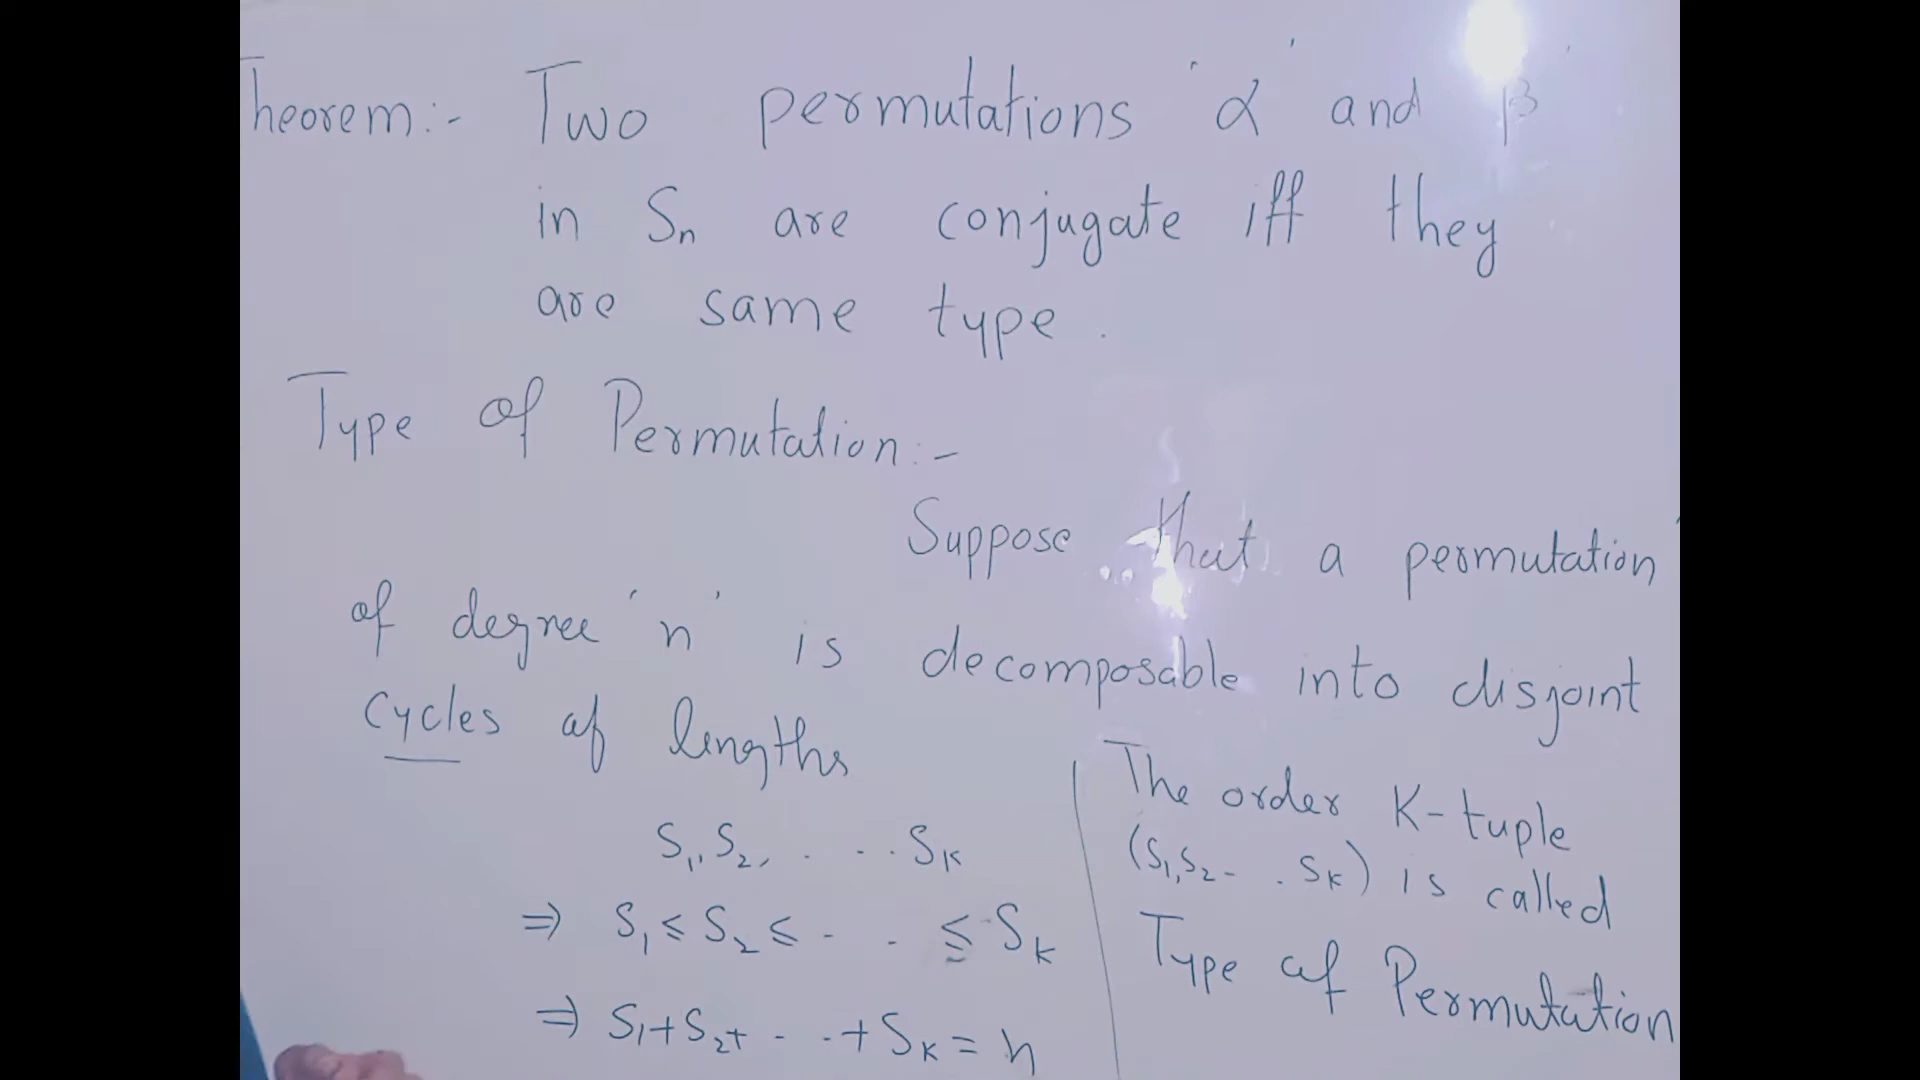 Theorem:- Two permutations 'α' and β
in Sn are conjugate iff they
are same type.
Type of Permutation:-
Suppose that a permutation
of degree 'n' is decomposable into disjoint
cycles of lengths
S₁, S₂, . . . . Sₖ
⇒ S₁ ≤ S₂ ≤ - . . ≤ Sₖ
⇒ S₁ + S₂ + - . . + Sₖ = n
The order K-tuple
(S₁, S₂ - . . Sₖ) is called
Type of Permutation